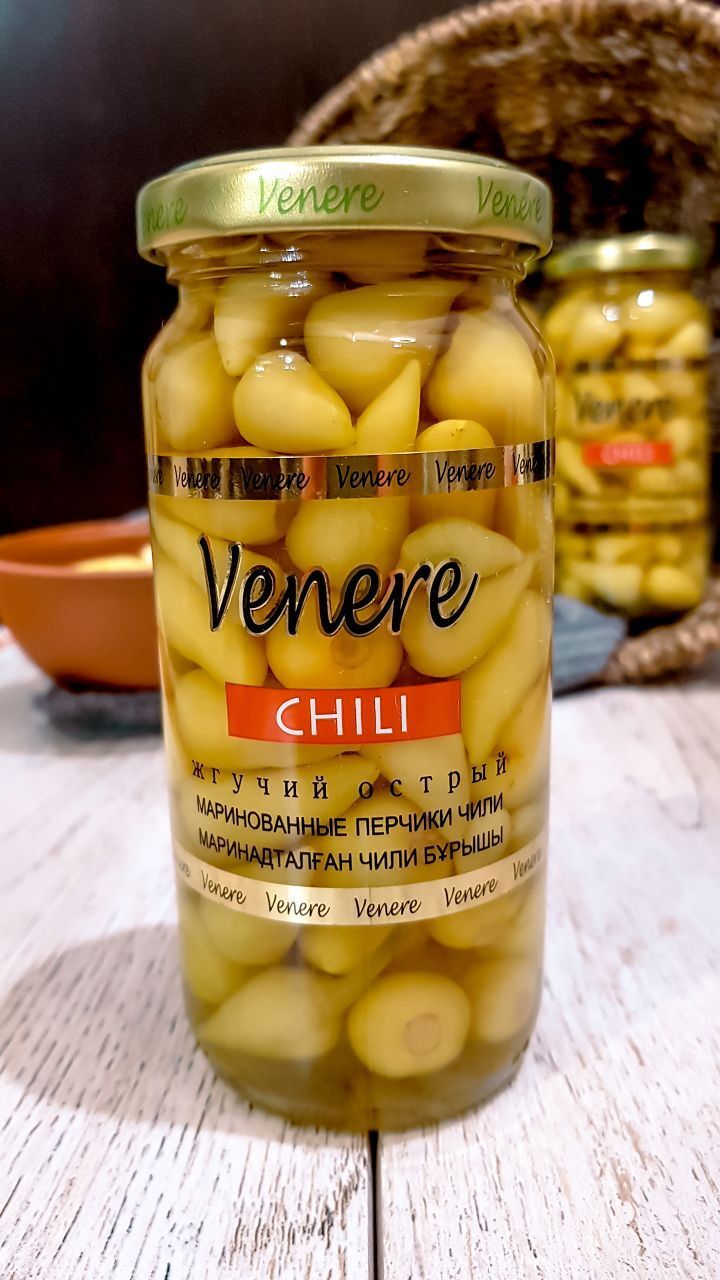 Venere Venere Venere
Venere Venere Venere Venere
Venere
CHILI
жгучий острый
МАРИНОВАННЫЕ ПЕРЧИКИ ЧИЛИ
МАРИНАДТАЛҒАН ЧИЛИ БҰРЫШЫ
Venere Venere Venere Venere Venere
Venere
CHILI